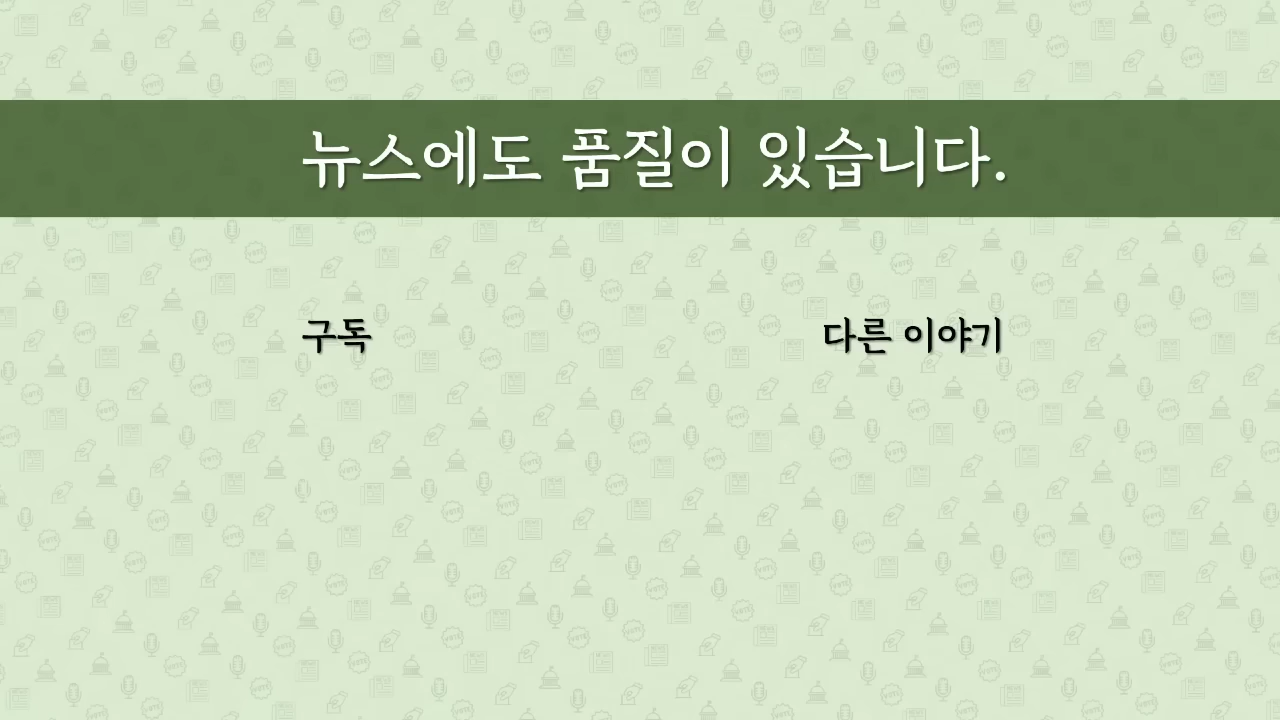 뉴스에도 품질이 있습니다.
구독
다른 이야기